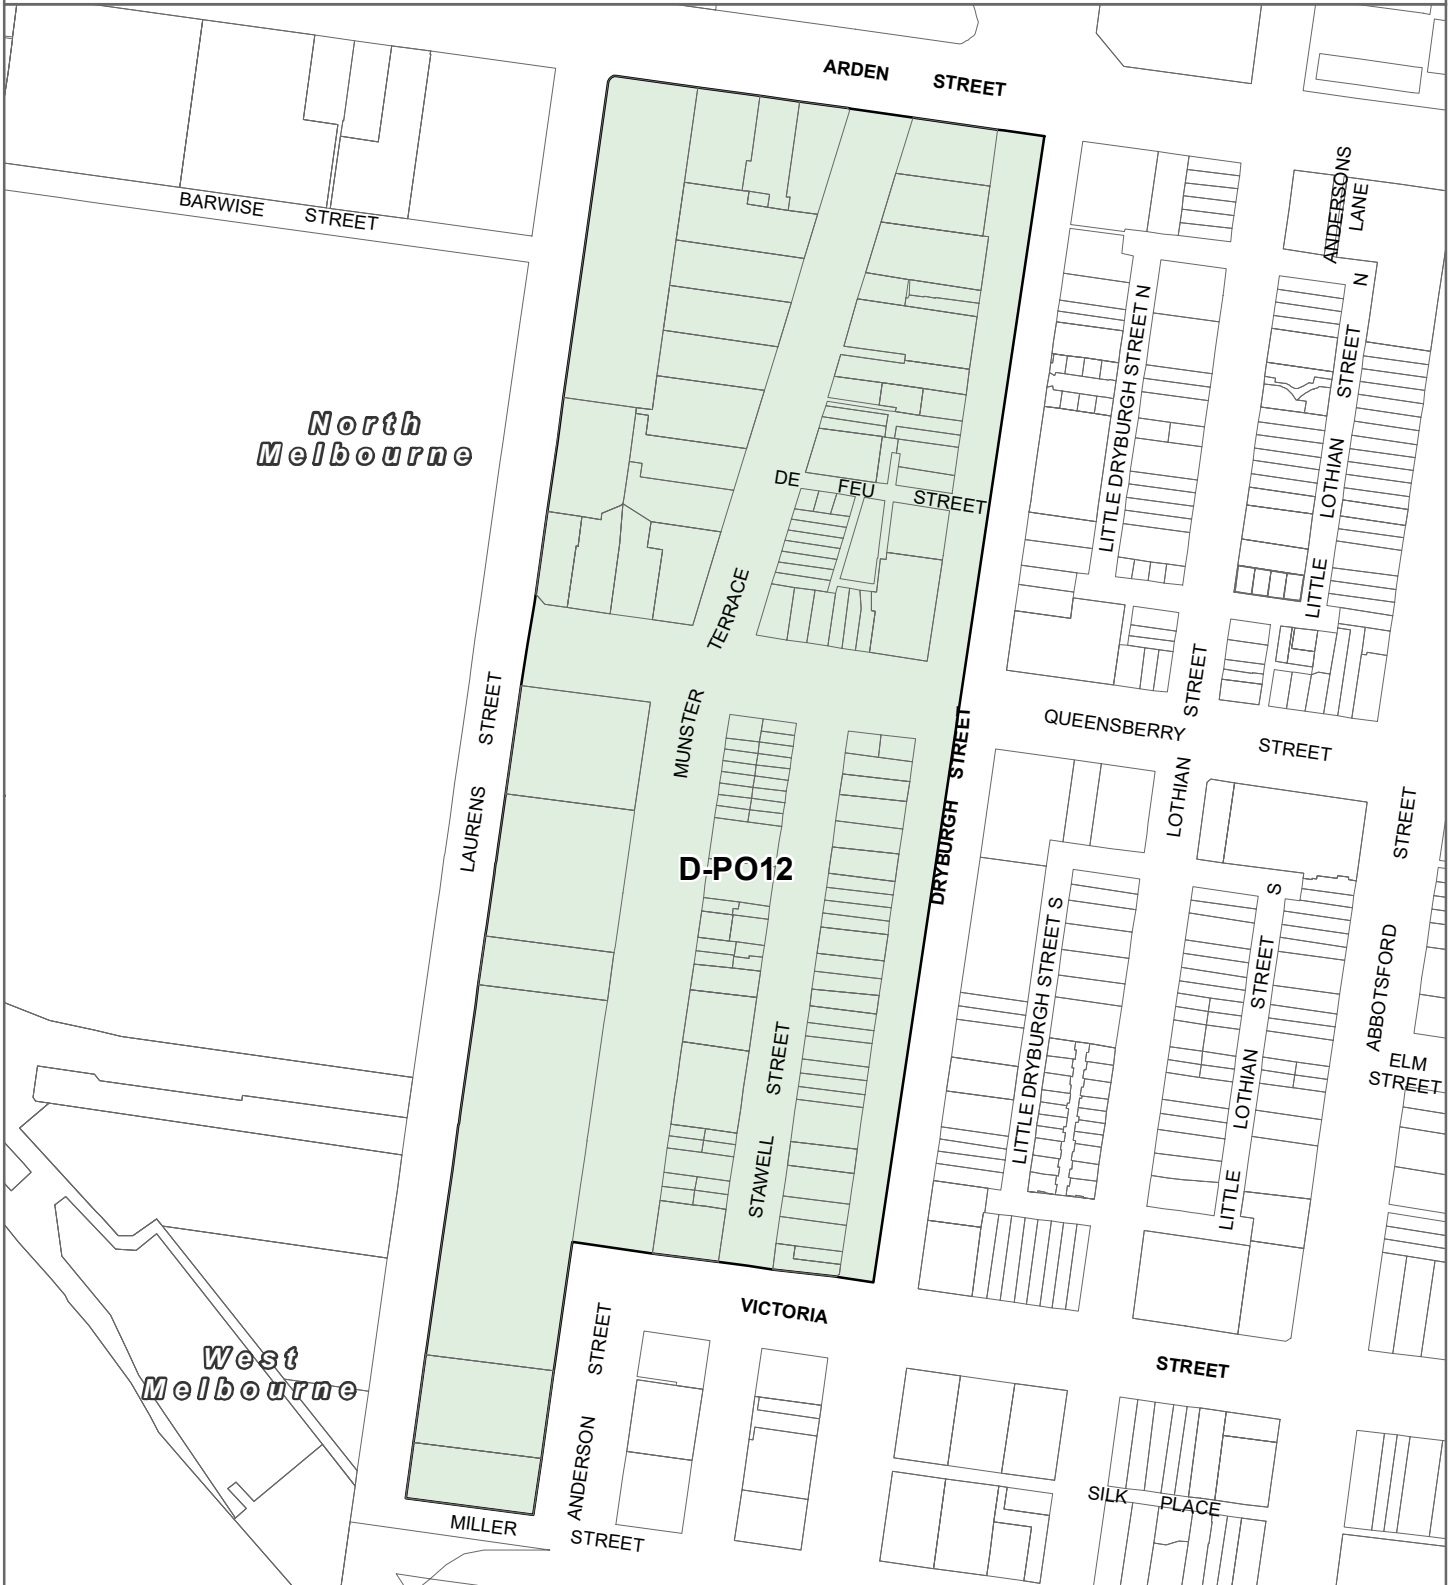 ARDEN STREET
BARWISE STREET
ANDERSONS
LANE
North
Melbourne
LITTLE DRYBURGH STREET N
LITTLE LOTHIAN STREET N
DE FEU STREET
MUNSTER TERRACE
LAURENS STREET
DRYBURGH STREET
QUEENSBERRY STREET
LOTHIAN STREET
D-PO12
ABBOTSFORD STREET
LITTLE DRYBURGH STREET S
LITTLE LOTHIAN STREET S
ELM
STREET
STAWELL STREET
VICTORIA STREET
West
Melbourne
ANDERSON STREET
SILK PLACE
MILLER STREET